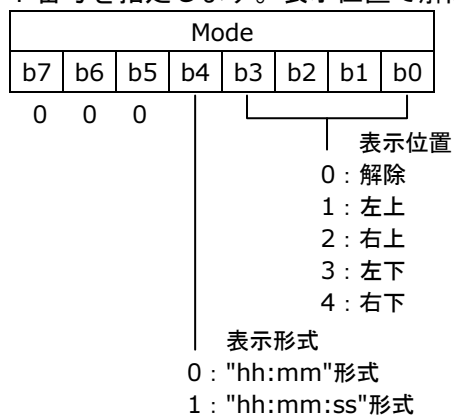 Mode
b7 b6 b5 b4 b3 b2 b1 b0
0 0 0
表示位置
0：解除
1：左上
2：右上
3：左下
4：右下
表示形式
0："hh:mm"形式
1："hh:mm:ss"形式